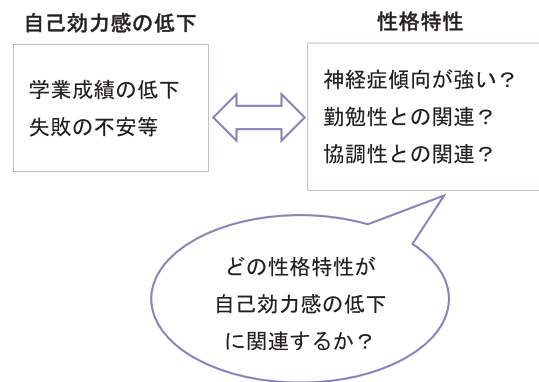 自己効力感の低下
学業成績の低下
失敗の不安等
性格特性
神経症傾向が強い？
勤勉性との関連？
協調性との関連？
どの性格特性が
自己効力感の低下
に関連するか？